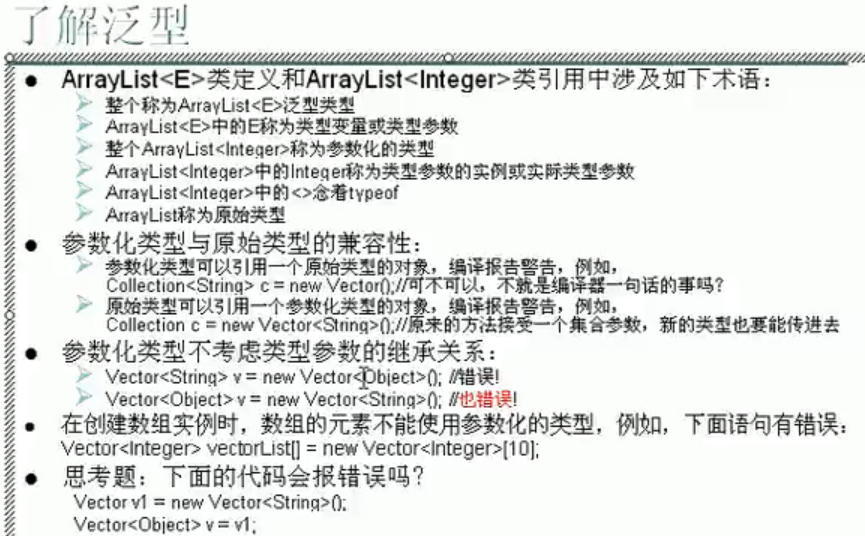 了解泛型
ArrayList<E>类定义和ArrayList<Integer>类引用中涉及如下术语：
整个称为ArrayList<E>泛型类型
ArrayList<E>中的E称为类型变量或类型参数
整个ArrayList<Integer>称为参数化的类型
ArrayList<Integer>中的Integer称为类型参数的实例或实际类型参数
ArrayList<Integer>中的<>念着typeof
ArrayList称为原始类型
参数化类型与原始类型的兼容性：
参数化类型可以引用一个原始类型的对象，编译报告警告，例如，
Collection<String> c = new Vector();//可不可以，不就是编译器一句话的事吗？
原始类型可以引用一个参数化类型的对象，编译报告警告，例如，
Collection c = new Vector<String>();//原来的方法接受一个集合参数，新的类型也要能传进去
参数化类型不考虑类型参数的继承关系：
Vector<String> v = new Vector<Object>(); //错误!
Vector<Object> v = new Vector<String>(); //也错误!
在创建数组实例时，数组的元素不能使用参数化的类型，例如，下面语句有错误：
Vector<Integer> vectorList[] = new Vector<Integer>[10];
思考题：下面的代码会报错误吗？
Vector v1 = new Vector<String>();
Vector<Object> v = v1;